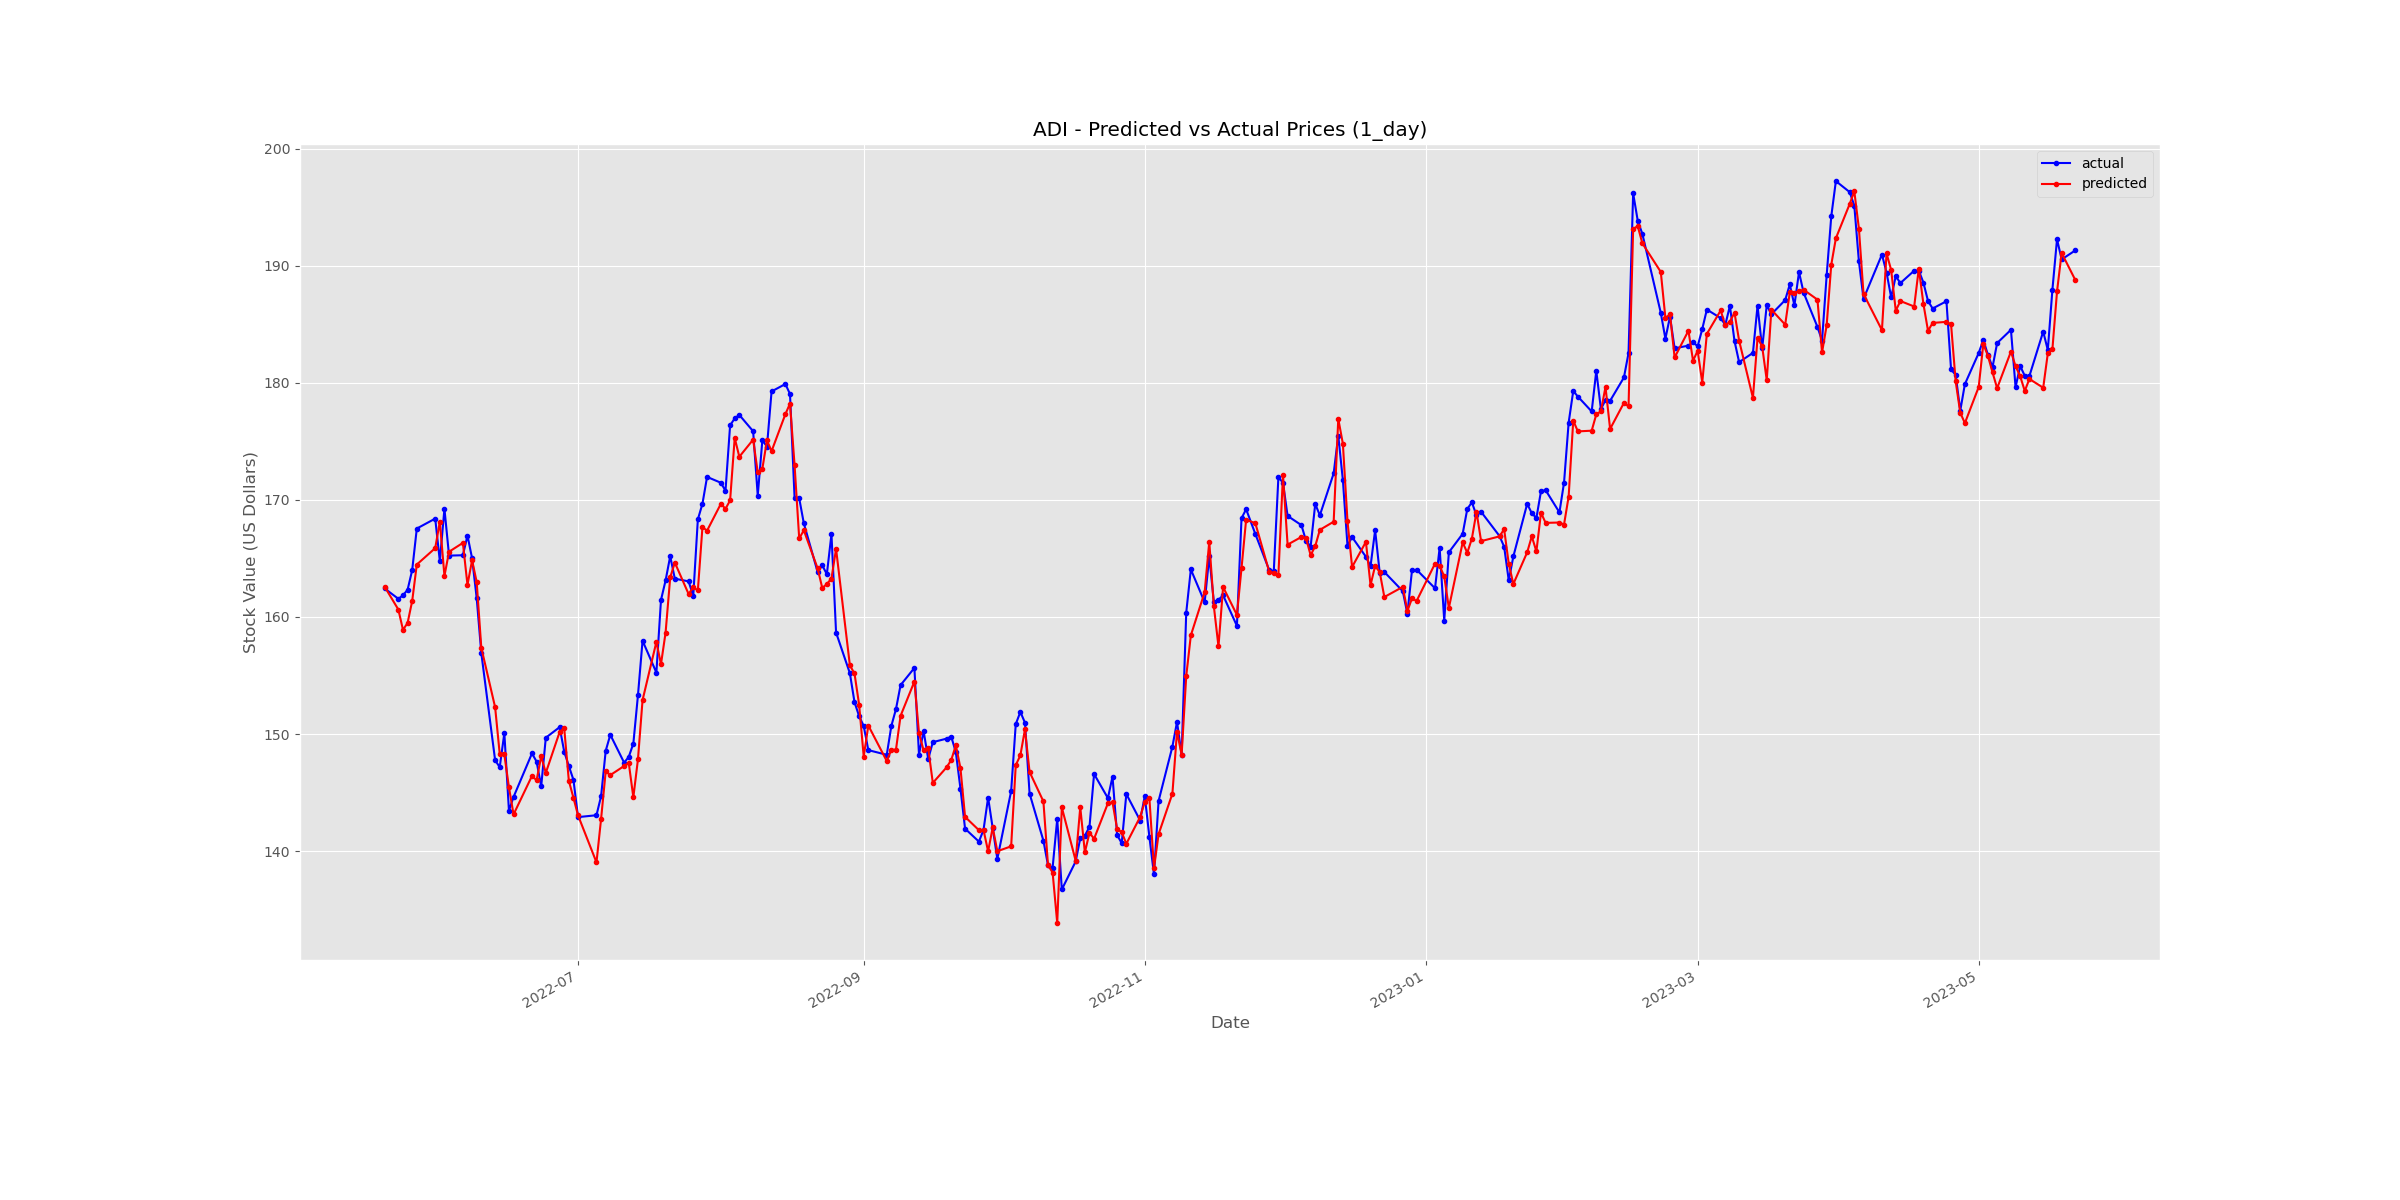 ADI - Predicted vs Actual Prices (1_day)
actual
predicted
Stock Value (US Dollars)
200
190
180
170
160
150
140
2022-07
2022-09
2022-11
2023-01
2023-03
2023-05
Date